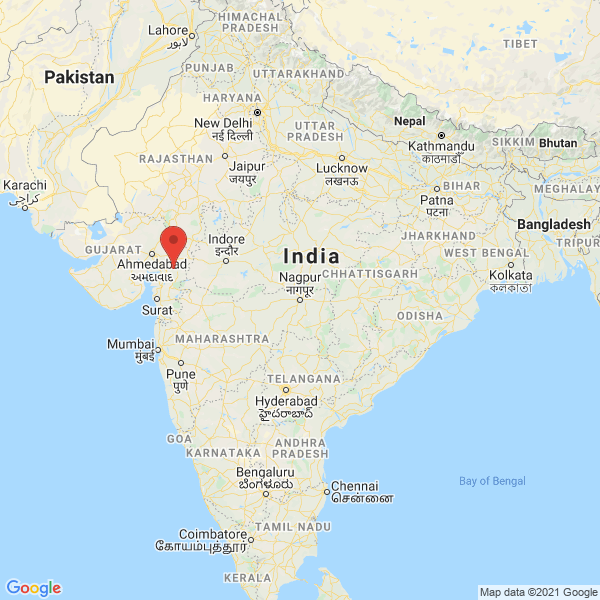 HIMACHAL
PRADESH
Lahore
لاہور
TIBET
PUNJAB
Pakistan
UTTARAKHAND
HARYANA
New Delhi
नई दिल्ली
UTTAR
PRADESH
Nepal
Kathmandu
काठमाडौँ
SIKKIM
Bhutan
RAJASTHAN
Jaipur
जयपुर
Lucknow
लखनऊ
Karachi
كراچى
BIHAR
Patna
पटना
MEGHALAY
Bangladesh
JHARKHAND
TRIPUR
GUJARAT
Ahmedabad
અમદાવાદ
Indore
इन्दौर
India
WEST BENGAL
Kolkata
কলকাতা
Nagpur
नागपूर
CHHATTISGARH
Surat
ODISHA
Mumbai
मुंबई
MAHARASHTRA
Pune
पुणे
TELANGANA
Hyderabad
హైదరాబాద్
GOA
KARNATAKA
ANDHRA
PRADESH
Bengaluru
ಬೆಂಗಳೂರು
Chennai
சென்னை
Bay of Bengal
TAMIL NADU
Coimbatore
கோயம்புத்தூர்
KERALA
Google
Map data ©2021 Google